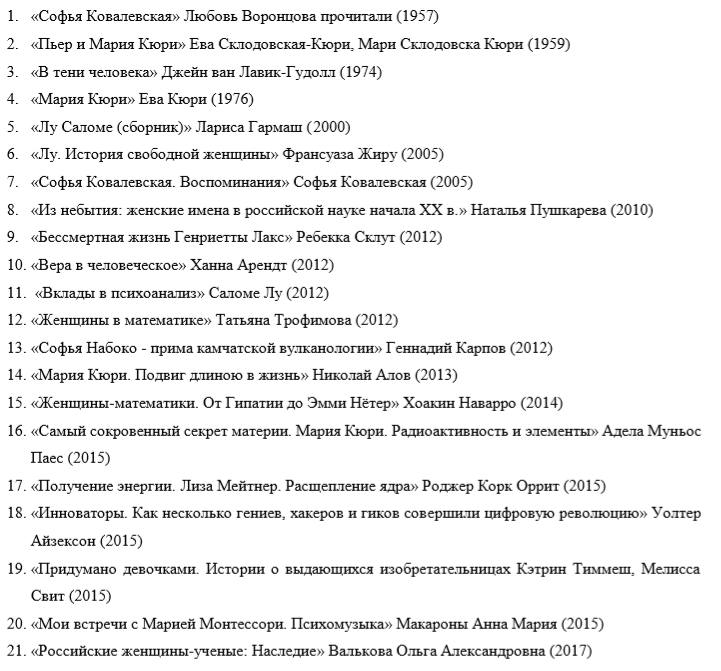 1. «Софья Ковалевская» Любовь Воронцова прочитали (1957)
2. «Пьер и Мария Кюри» Ева Склодовская-Кюри, Мари Склодовска Кюри (1959)
3. «В тени человека» Джейн ван Лавик-Гудолл (1974)
4. «Мария Кюри» Ева Кюри (1976)
5. «Лу Саломе (сборник)» Лариса Гармаш (2000)
6. «Лу. История свободной женщины» Франсуаза Жиру (2005)
7. «Софья Ковалевская. Воспоминания» Софья Ковалевская (2005)
8. «Из небытия: женские имена в российской науке начала XX в.» Наталья Пушкарева (2010)
9. «Бессмертная жизнь Генриетты Лакс» Ребекка Склут (2012)
10. «Вера в человеческое» Ханна Арендт (2012)
11. «Вклады в психоанализ» Саломе Лу (2012)
12. «Женщины в математике» Татьяна Трофимова (2012)
13. «Софья Набоко - прима камчатской вулканологии» Геннадий Карпов (2012)
14. «Мария Кюри. Подвиг длиною в жизнь» Николай Алов (2013)
15. «Женщины-математики. От Гипатии до Эмми Нётер» Хоакин Наварро (2014)
16. «Самый сокровенный секрет материи. Мария Кюри. Радиоактивность и элементы» Адела Муньос
Паес (2015)
17. «Получение энергии. Лиза Мейтнер. Расщепление ядра» Роджер Корк Оррит (2015)
18. «Инноваторы. Как несколько гениев, хакеров и гиков совершили цифровую революцию» Уолтер
Айзексон (2015)
19. «Придумано девочками. Истории о выдающихся изобретательницах Кэтрин Тиммеш, Мелисса
Свит (2015)
20. «Мои встречи с Марией Монтессори. Психомузыка» Макароны Анна Мария (2015)
21. «Российские женщины-ученые: Наследие» Валькова Ольга Александровна (2017)